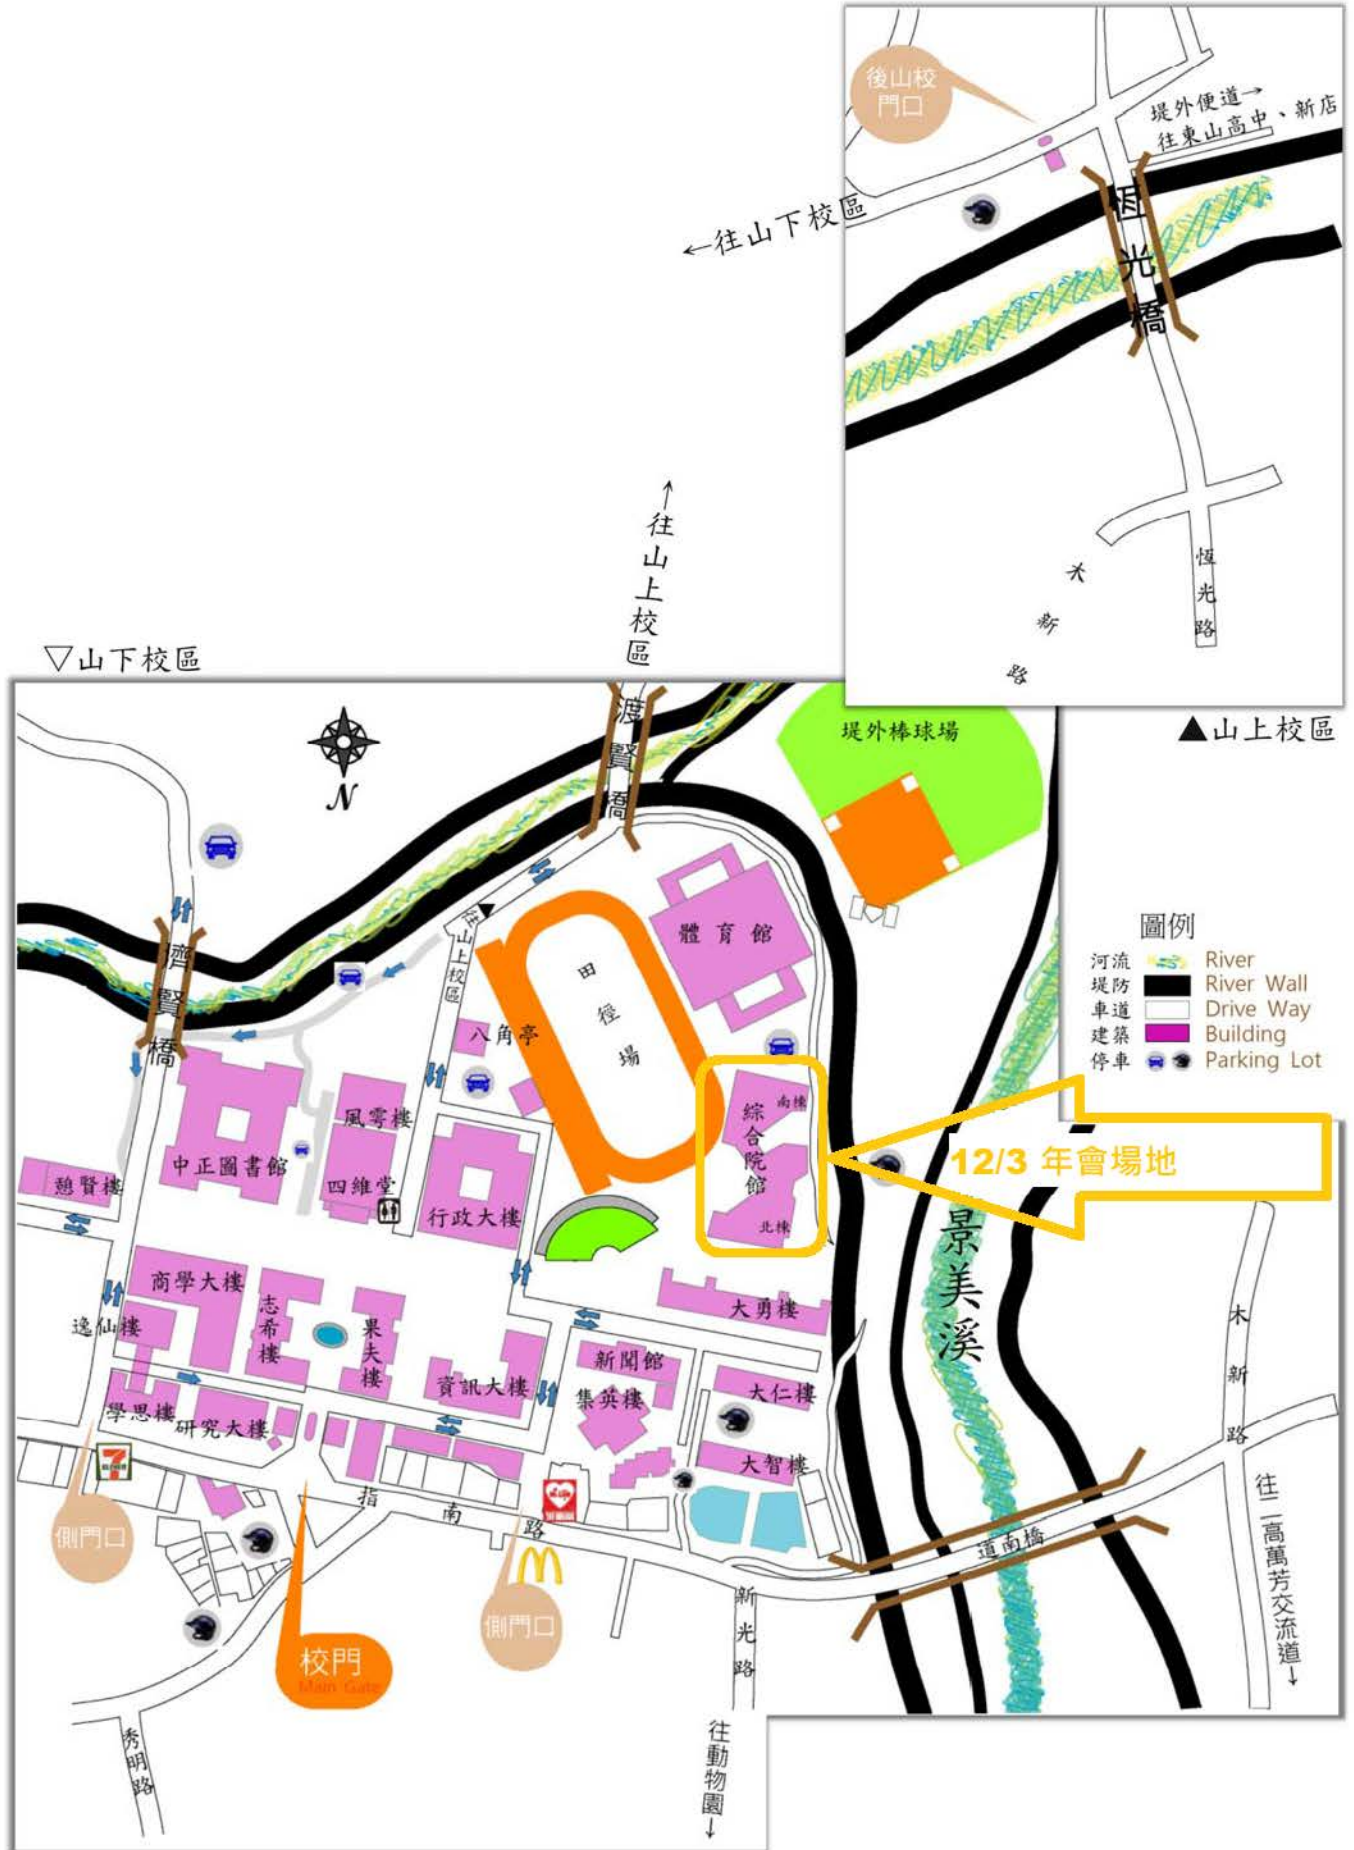 後山校
門口
堤外便道→
往東山高中、新店
←往山下校區
恆光橋
恆光路
木新路
↑往山上校區
▽山下校區
▲山上校區
渡賢橋
堤外棒球場
N
圖例
河流 River
堤防 River Wall
車道 Drive Way
建築 Building
停車 Parking Lot
濟賢橋
往山上校區
體育館
田徑場
八角亭
風雩樓
中正圖書館
四維堂
憩賢樓
行政大樓
綜合院館
南棟
北棟
12/3 年會場地
景美溪
商學大樓
志希樓
果夫樓
逸仙樓
資訊大樓
新聞館
集英樓
大勇樓
大仁樓
大智樓
學思樓
研究大樓
7
指南路
側門口
側門口
校門
Main Gate
道南橋
木新路
往二高萬芳交流道↓
新光路
往動物園↓
秀明路